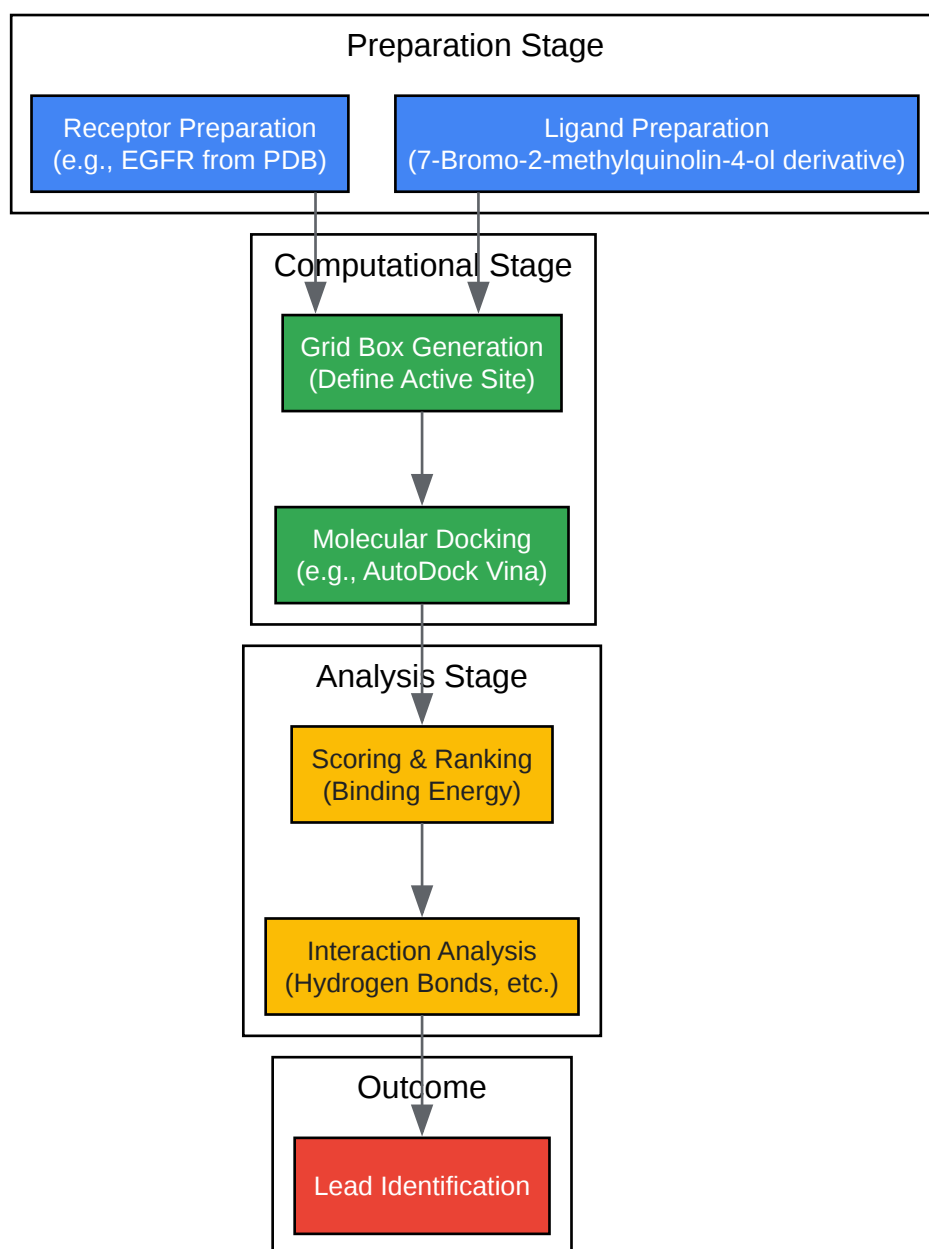 Preparation Stage
Receptor Preparation
(e.g., EGFR from PDB)
Ligand Preparation
(7-Bromo-2-methylquinolin-4-ol derivative)
Computational Stage
Grid Box Generation
(Define Active Site)
Molecular Docking
(e.g., AutoDock Vina)
Analysis Stage
Scoring & Ranking
(Binding Energy)
Interaction Analysis
(Hydrogen Bonds, etc.)
Outcome
Lead Identification